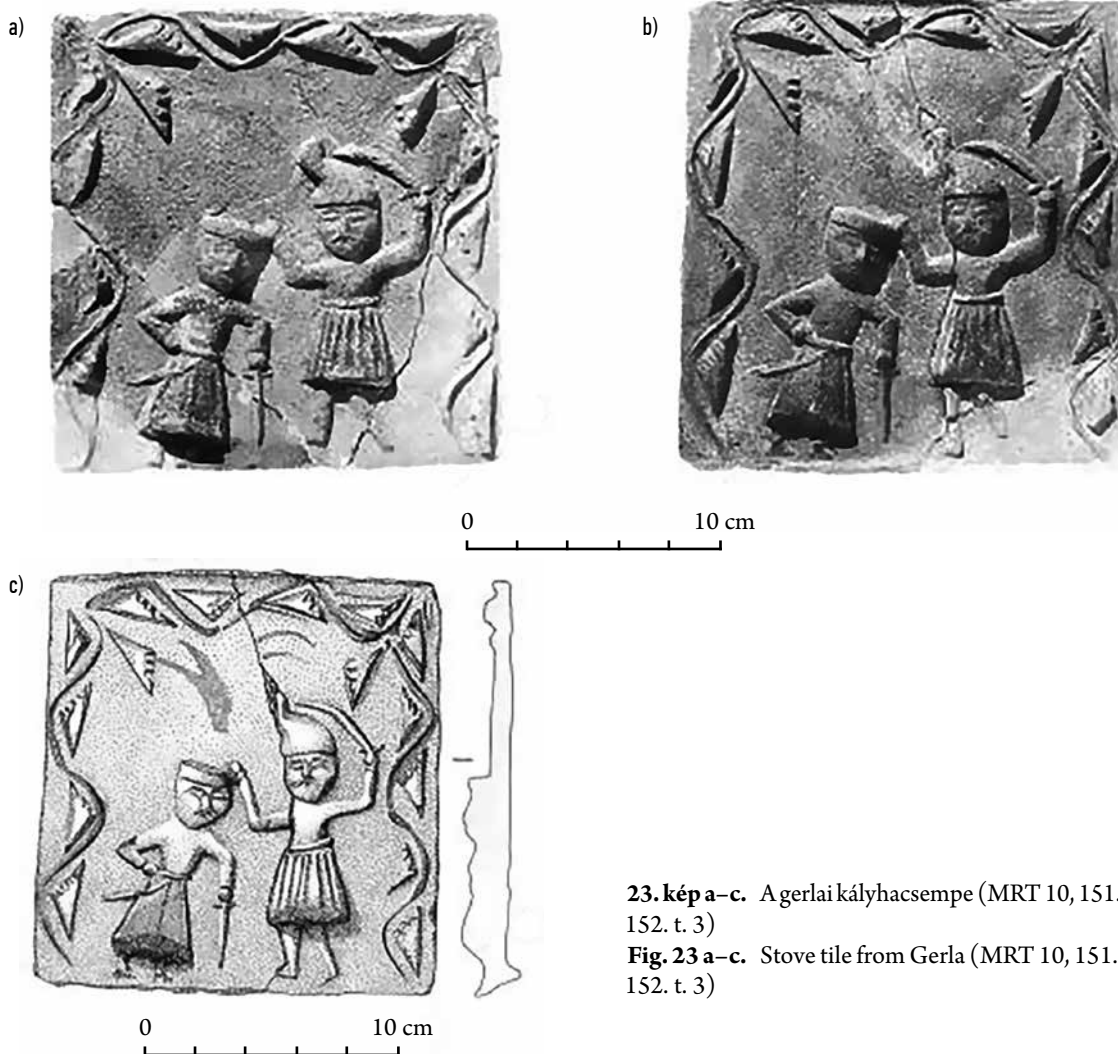 a)
b)
0 10 cm
c)
23. kép a–c. A gerlai kályhacsempe (MRT 10, 151.
152. t. 3)
Fig. 23 a–c. Stove tile from Gerla (MRT 10, 151.
152. t. 3)
0 10 cm